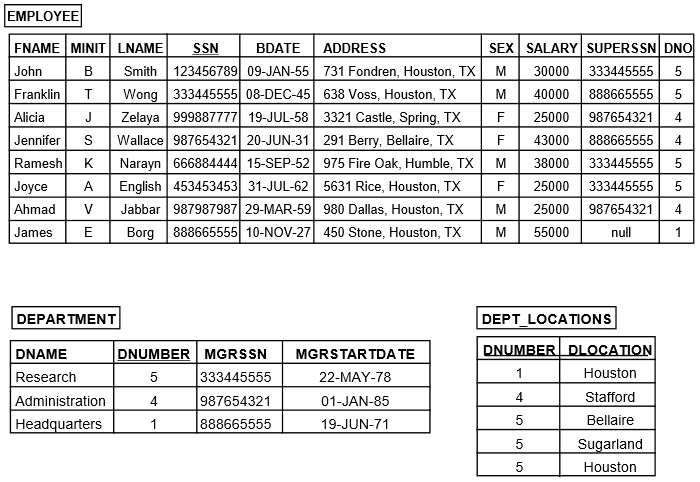 EMPLOYEE
FNAME MINIT LNAME SSN BDATE ADDRESS SEX SALARY SUPERSSN DNO
John B Smith 123456789 09-JAN-55 731 Fondren, Houston, TX M 30000 333445555 5
Franklin T Wong 333445555 08-DEC-45 638 Voss, Houston, TX M 40000 888665555 5
Alicia J Zelaya 999887777 19-JUL-58 3321 Castle, Spring, TX F 25000 987654321 4
Jennifer S Wallace 987654321 20-JUN-31 291 Berry, Bellaire, TX F 43000 888665555 4
Ramesh K Narayn 666884444 15-SEP-52 975 Fire Oak, Humble, TX M 38000 333445555 5
Joyce A English 453453453 31-JUL-62 5631 Rice, Houston, TX F 25000 333445555 5
Ahmad V Jabbar 987987987 29-MAR-59 980 Dallas, Houston, TX M 25000 987654321 4
James E Borg 888665555 10-NOV-27 450 Stone, Houston, TX M 55000 null 1
DEPARTMENT
DNAME DNUMBER MGRSSN MGRSTARTDATE
Research 5 333445555 22-MAY-78
Administration 4 987654321 01-JAN-85
Headquarters 1 888665555 19-JUN-71
DEPT_LOCATIONS
DNUMBER DLOCATION
1 Houston
4 Stafford
5 Bellaire
5 Sugarland
5 Houston